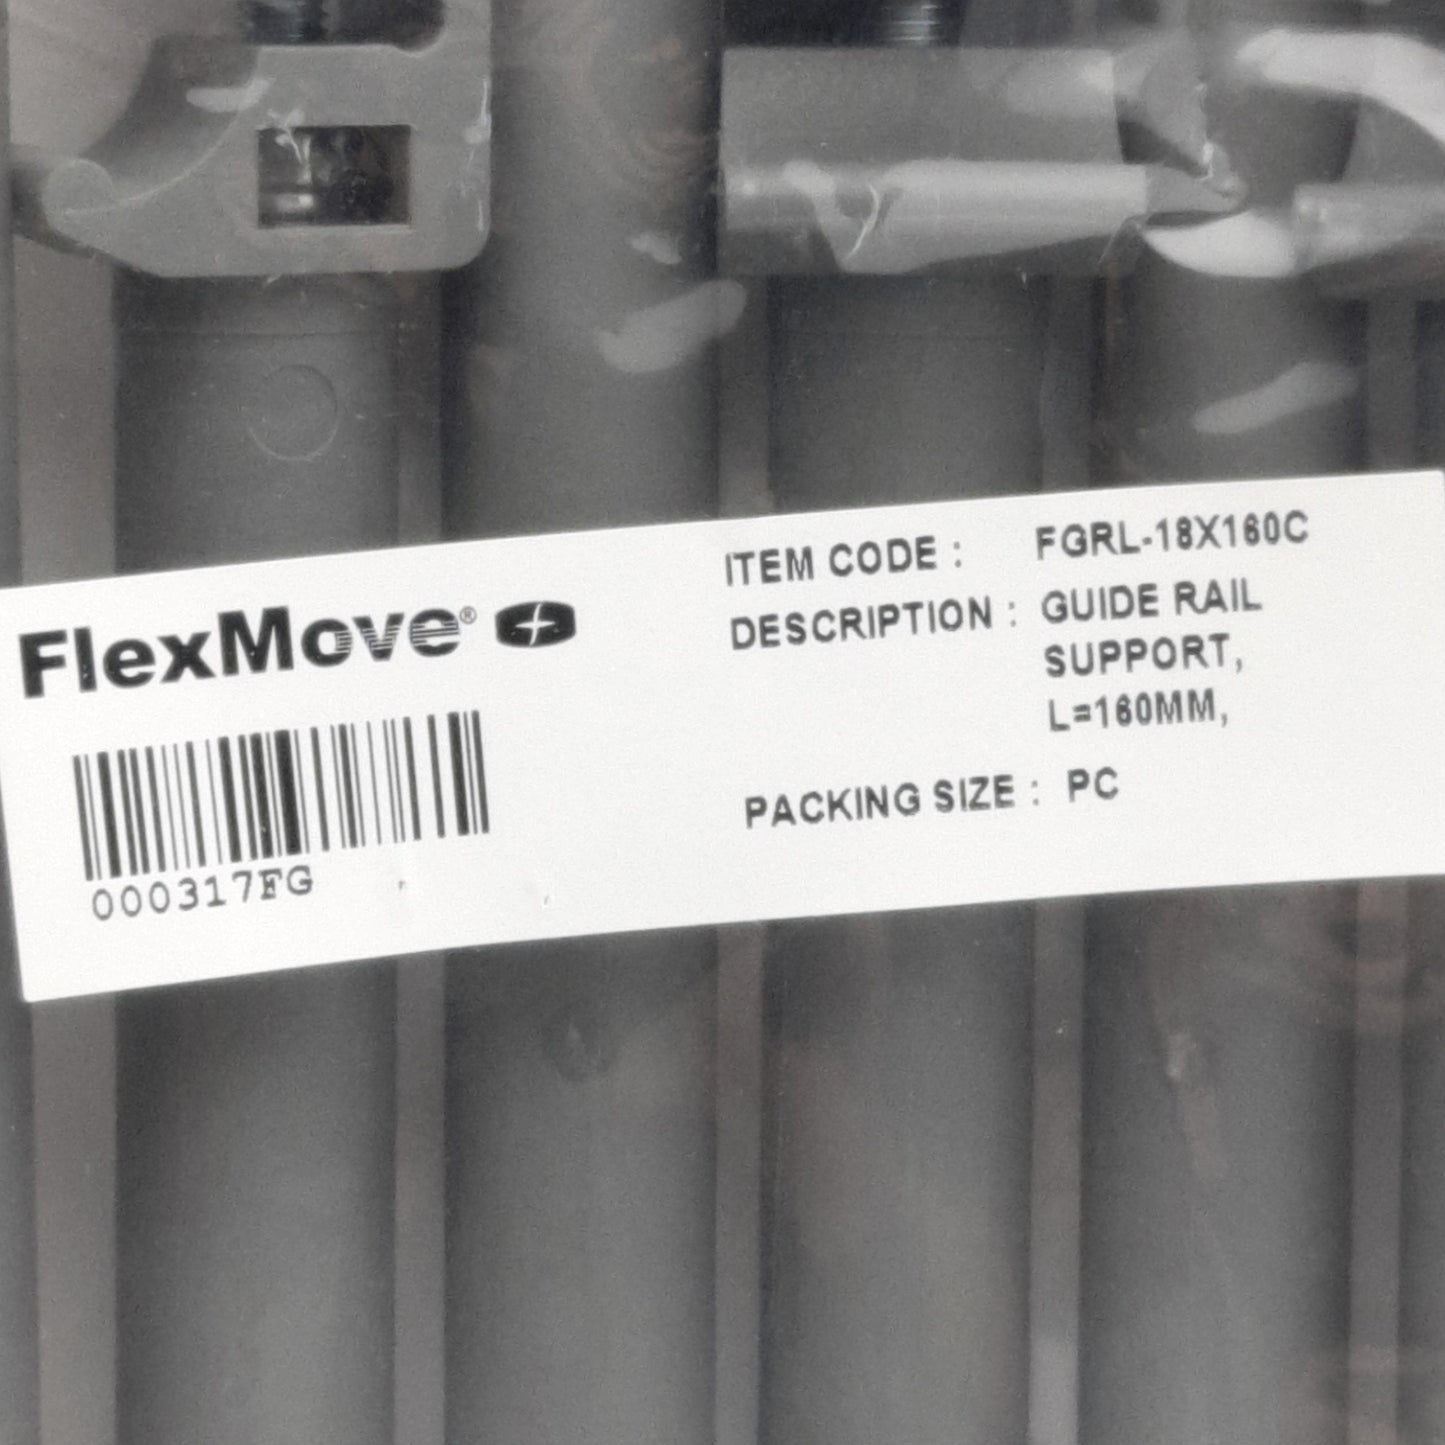 FlexMove®
000317FG
ITEM CODE : FGRL-18X160C
DESCRIPTION : GUIDE RAIL
SUPPORT,
L=160MM,
PACKING SIZE : PC